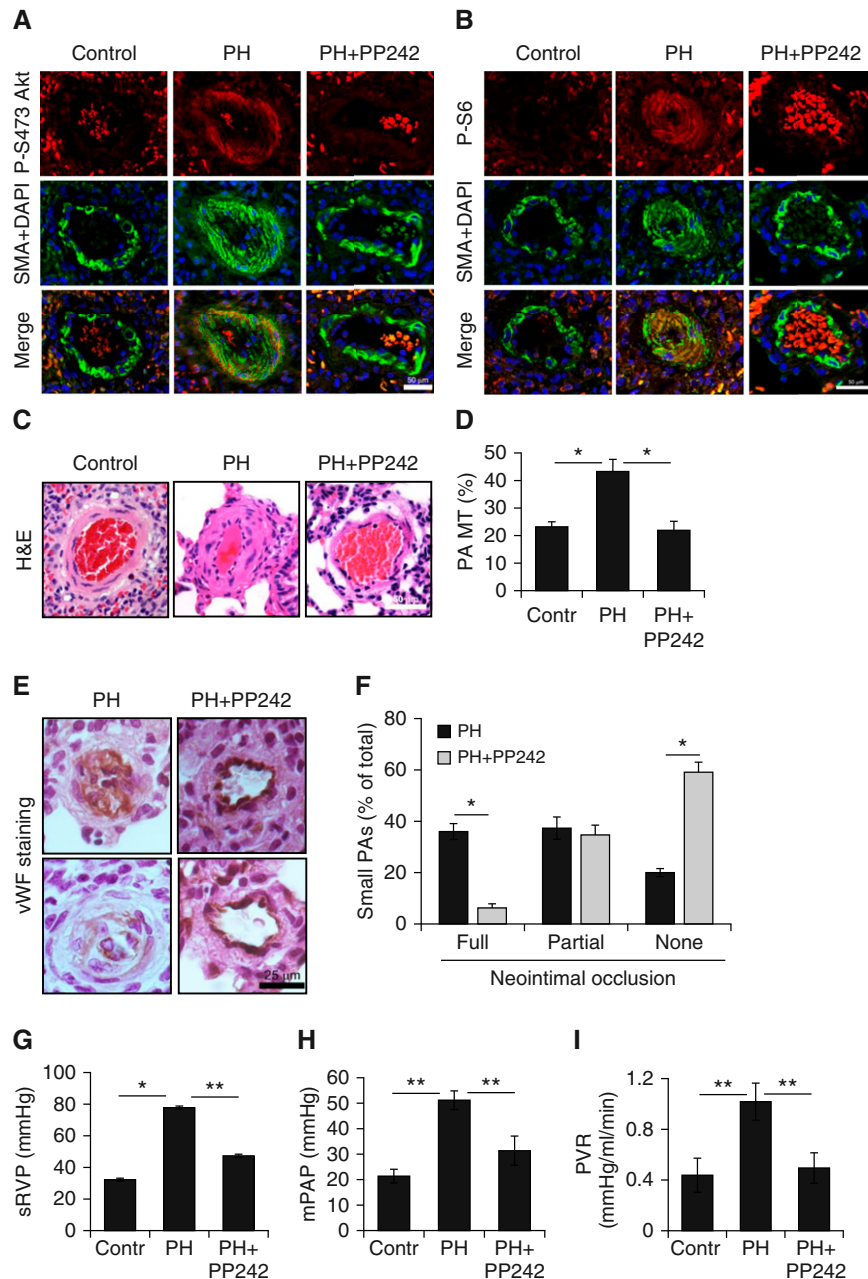 A
Control PH PH+PP242
P-S473 Akt
SMA+DAPI
Merge
50 μm
B
Control PH PH+PP242
P-S6
SMA+DAPI
Merge
50 μm
C
Control PH PH+PP242
H&E
50 μm
D
PA MT (%)
50
40
30
20
10
0
* *
Contr PH PH+
PP242
E
PH PH+PP242
vWF staining
25 μm
F
Small PAs (% of total)
80
60
40
20
0
PH
PH+PP242
* *
Full Partial None
Neointimal occlusion
G
sRVP (mmHg)
100
80
60
40
20
0
* **
Contr PH PH+
PP242
H
mPAP (mmHg)
60
50
40
30
20
10
0
** **
Contr PH PH+
PP242
I
PVR
(mmHg/ml/min)
1.2
0.8
0.4
0
** **
Contr PH PH+
PP242